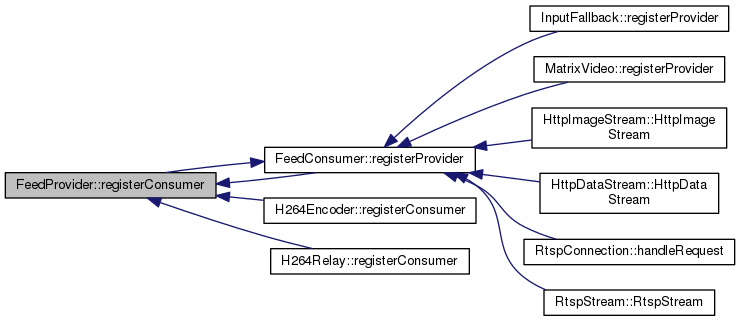 InputFallback::registerProvider
MatrixVideo::registerProvider
HttpImageStream::HttpImage
Stream
FeedConsumer::registerProvider
FeedProvider::registerConsumer
HttpDataStream::HttpData
Stream
H264Encoder::registerConsumer
RtspConnection::handleRequest
H264Relay::registerConsumer
RtspStream::RtspStream